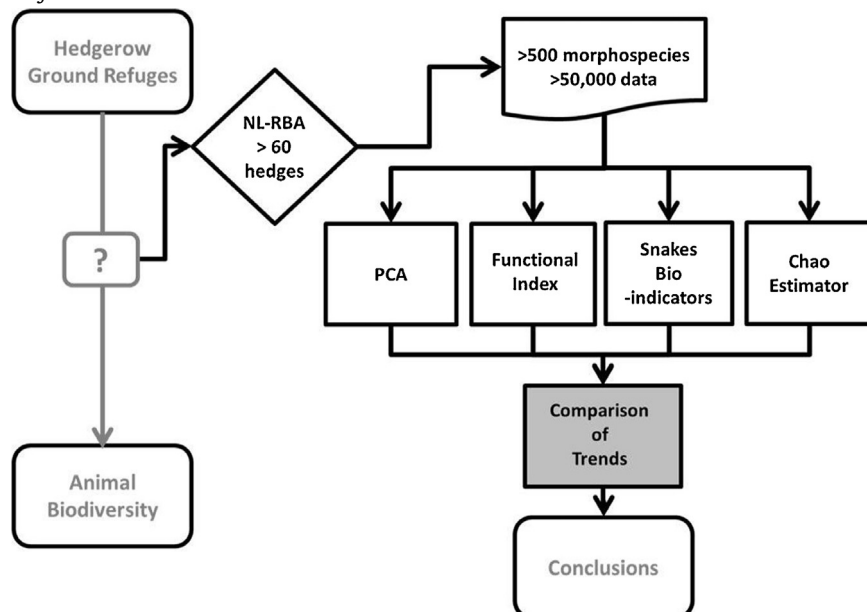 Hedgerow
Ground Refuges
NL-RBA
> 60
hedges
>500 morphospecies
>50,000 data
?
PCA
Functional
Index
Snakes
Bio
-indicators
Chao
Estimator
Comparison
of
Trends
Animal
Biodiversity
Conclusions